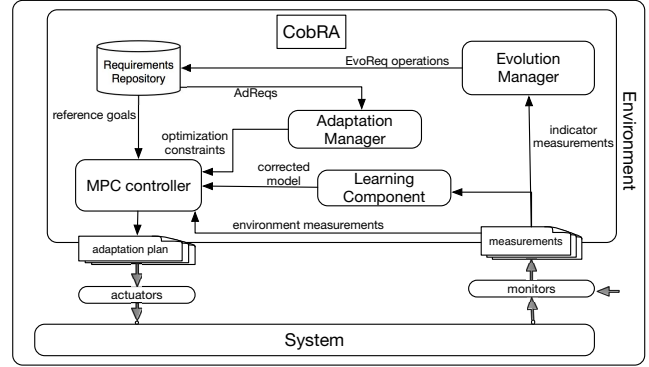 CobRA
Requirements
Repository
EvoReq operations
Evolution
Manager
AdReqs
reference goals
Adaptation
Manager
optimization
constraints
indicator
measurements
Environment
MPC controller
corrected
model
Learning
Component
environment measurements
adaptation plan
measurements
actuators
monitors
System